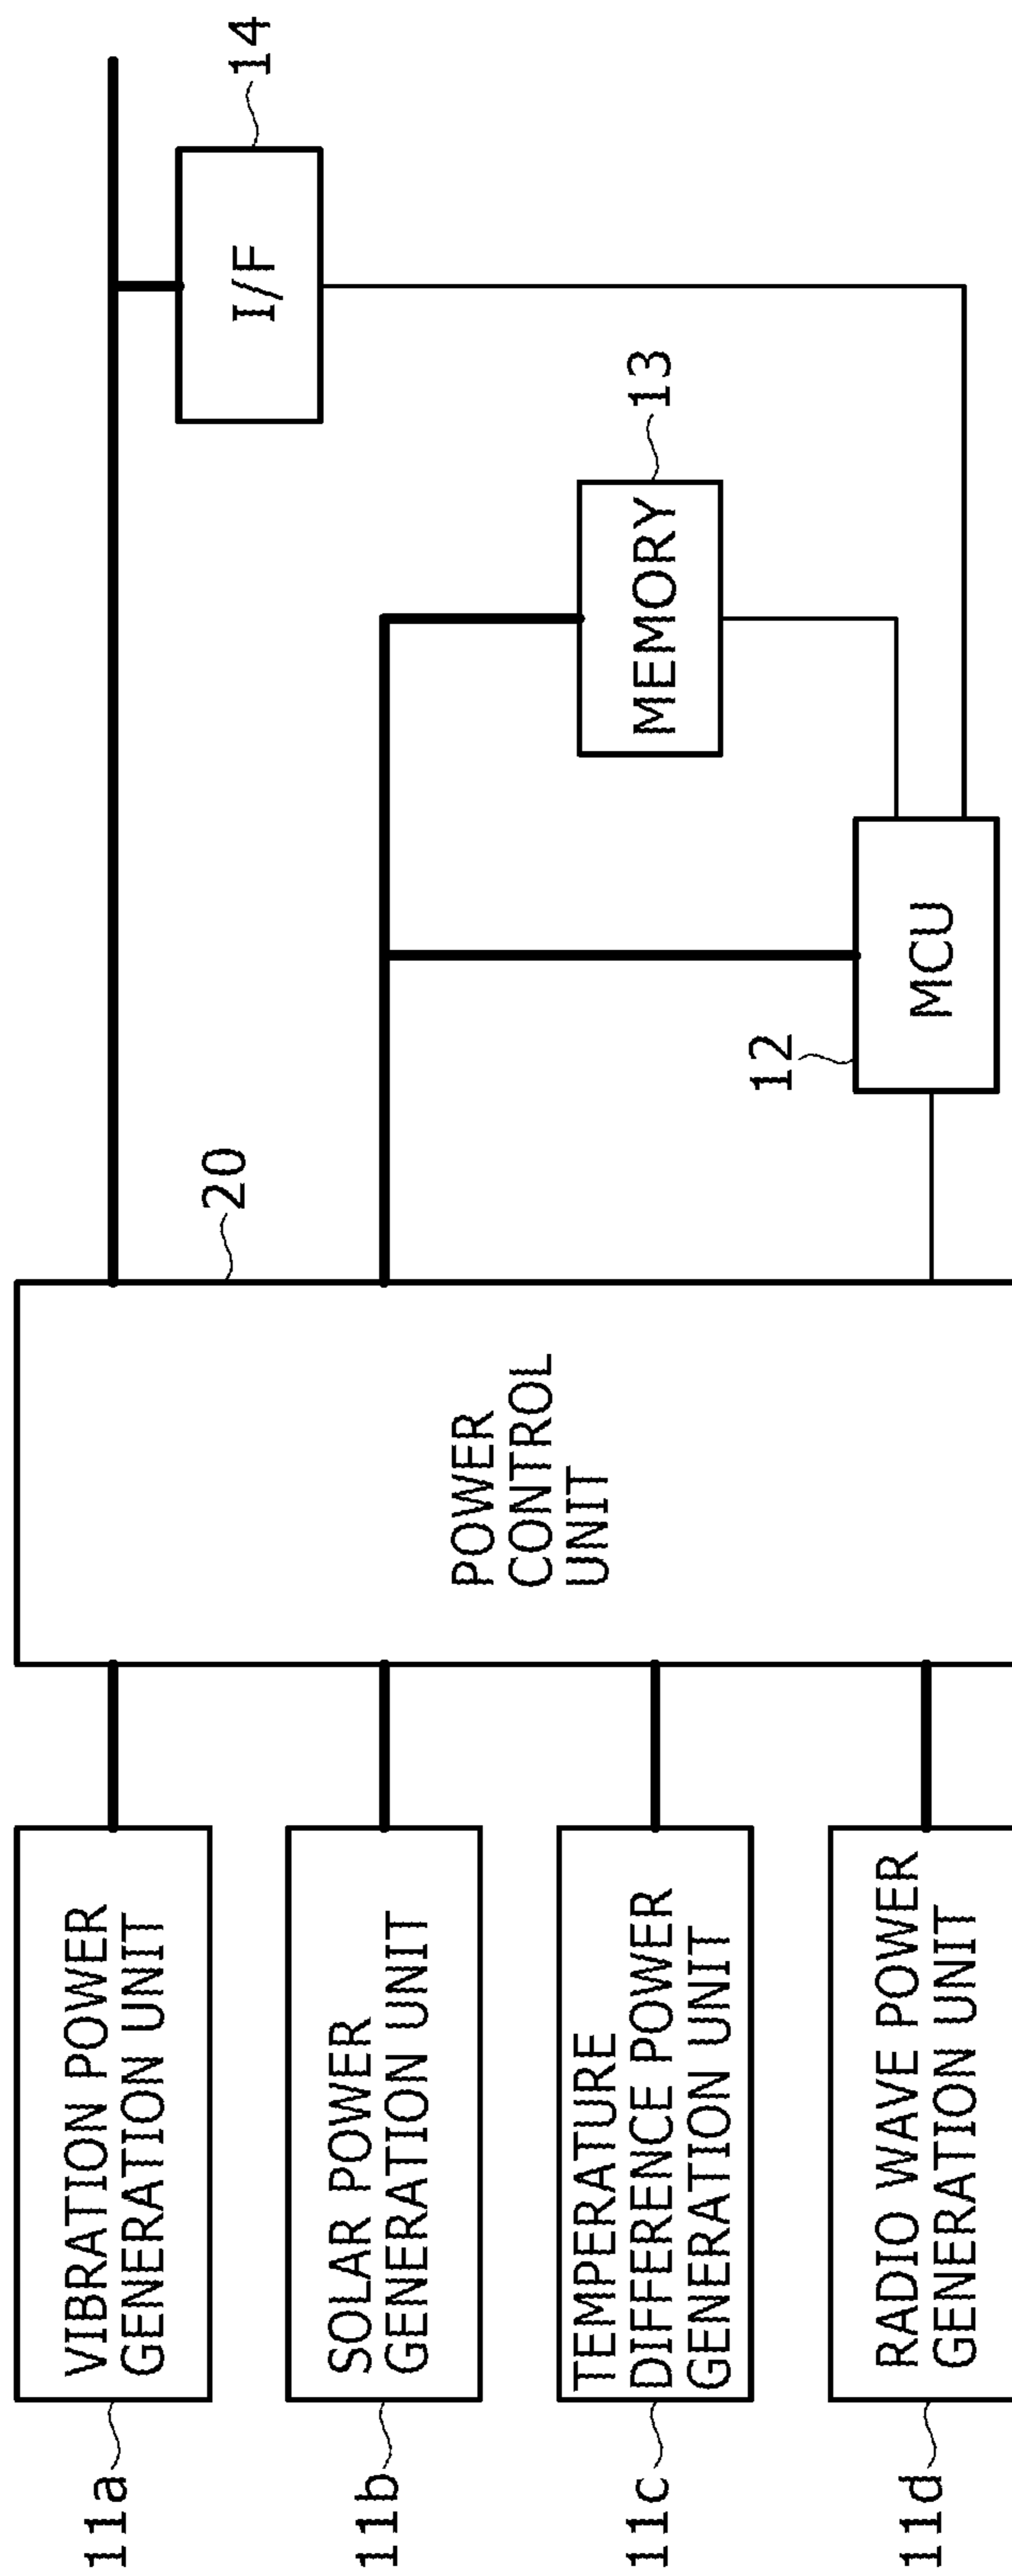 11a
VIBRATION POWER
GENERATION UNIT
11b
SOLAR POWER
GENERATION UNIT
11c
TEMPERATURE
DIFFERENCE POWER
GENERATION UNIT
11d
RADIO WAVE POWER
GENERATION UNIT
POWER
CONTROL
UNIT
20
12
MCU
MEMORY
13
I/F
14